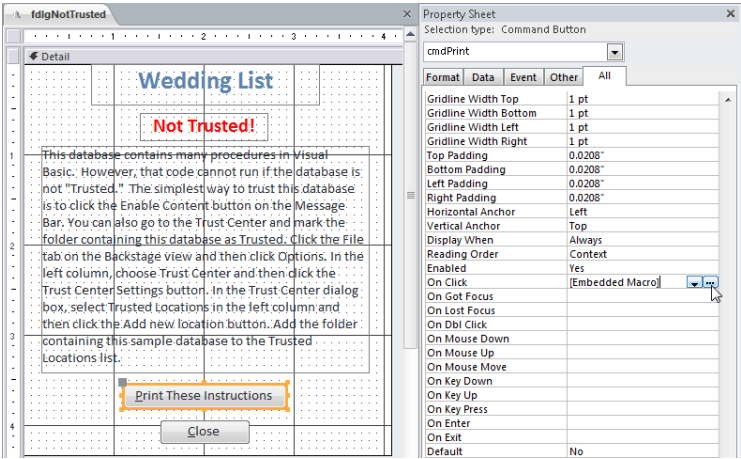 fdlgNotTrusted
1 2 3 4
Detail
Wedding List
Not Trusted!
1
This database contains many procedures in Visual
Basic. However, that code cannot run if the database is
not "Trusted." The simplest way to trust this database
is to click the Enable Content button on the Message
Bar. You can also go to the Trust Center and mark the
2
folder containing this database as Trusted. Click the File
tab on the Backstage view and then click Options. In the
left column, choose Trust Center and then click the
Trust Center Settings button. In the Trust Center dialog
box, select Trusted Locations in the left column and
then click the Add new location button. Add the folder
3
containing this sample database to the Trusted
Locations list.
Print These Instructions
4
Close
Property Sheet
Selection type: Command Button
cmdPrint
Format Data Event Other All
Gridline Width Top 1 pt
Gridline Width Bottom 1 pt
Gridline Width Left 1 pt
Gridline Width Right 1 pt
Top Padding 0.0208"
Bottom Padding 0.0208"
Left Padding 0.0208"
Right Padding 0.0208"
Horizontal Anchor Left
Vertical Anchor Top
Display When Always
Reading Order Context
Enabled Yes
On Click [Embedded Macro] ...
On Got Focus
On Lost Focus
On Dbl Click
On Mouse Down
On Mouse Up
On Mouse Move
On Key Down
On Key Up
On Key Press
On Enter
On Exit
Default No